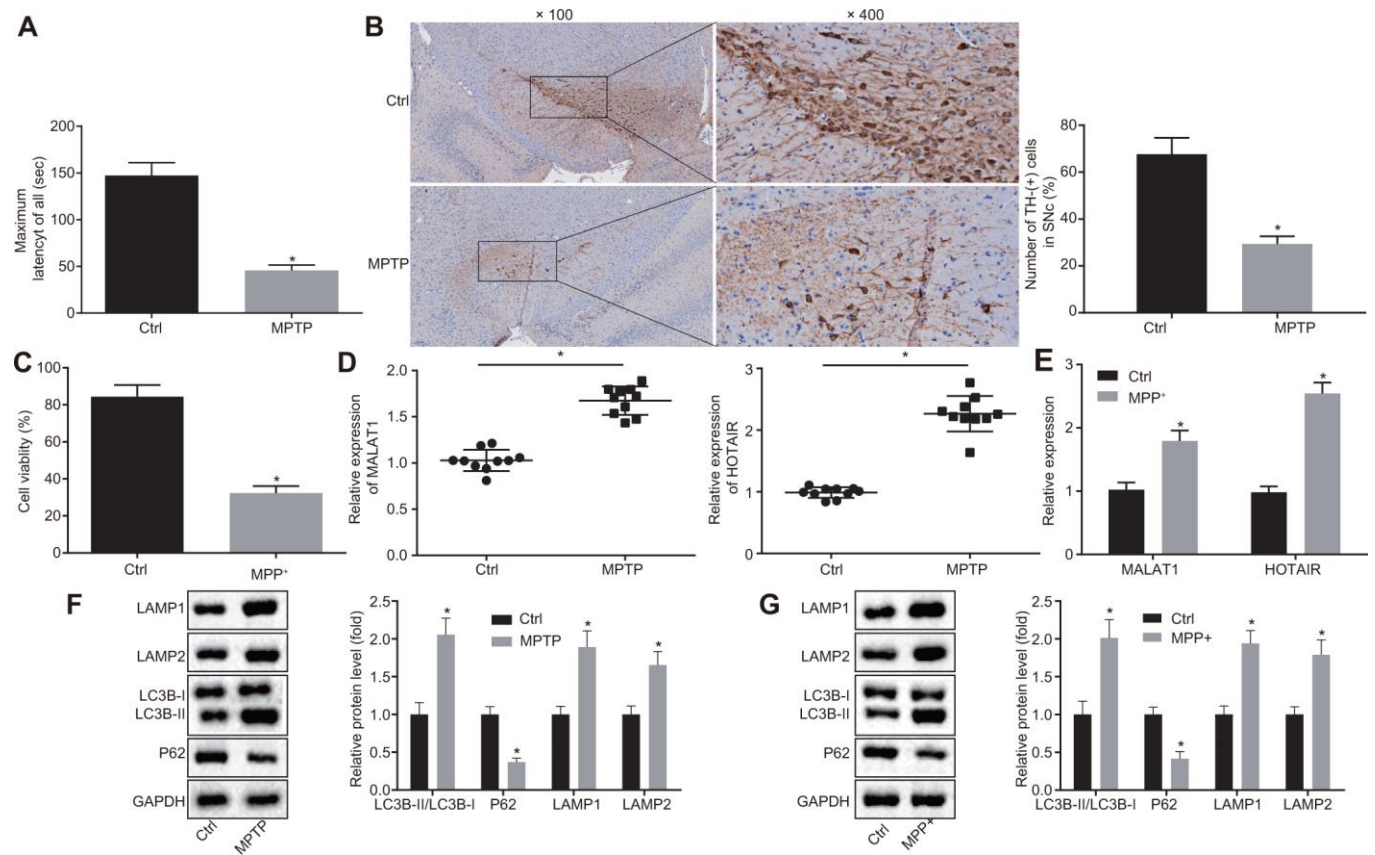 A
Maximum
latencyt of all (sec)
200
150
100
50
0
*
Ctrl
MPTP
B
× 100
× 400
Ctrl
MPTP
Number of TH-(+) cells
in SNc (%)
80
60
40
20
0
*
Ctrl
MPTP
C
Cell viablity (%)
100
80
60
40
20
0
*
Ctrl
MPP⁺
D
Relative expression
of MALAT1
2.0
1.5
1.0
0.5
0.0
*
Ctrl
MPTP
Relative expression
of HOTAIR
3
2
1
0
*
Ctrl
MPTP
E
Relative expression
3
2
1
0
Ctrl
MPP⁺
*
*
MALAT1
HOTAIR
F
LAMP1
LAMP2
LC3B-I
LC3B-II
P62
GAPDH
Ctrl
MPTP
Relative protein level (fold)
2.5
2.0
1.5
1.0
0.5
0.0
Ctrl
MPTP
*
*
*
*
LC3B-II/LC3B-I
P62
LAMP1
LAMP2
G
LAMP1
LAMP2
LC3B-I
LC3B-II
P62
GAPDH
Ctrl
MPP+
Relative protein level (fold)
2.5
2.0
1.5
1.0
0.5
0.0
Ctrl
MPP+
*
*
*
*
LC3B-II/LC3B-I
P62
LAMP1
LAMP2